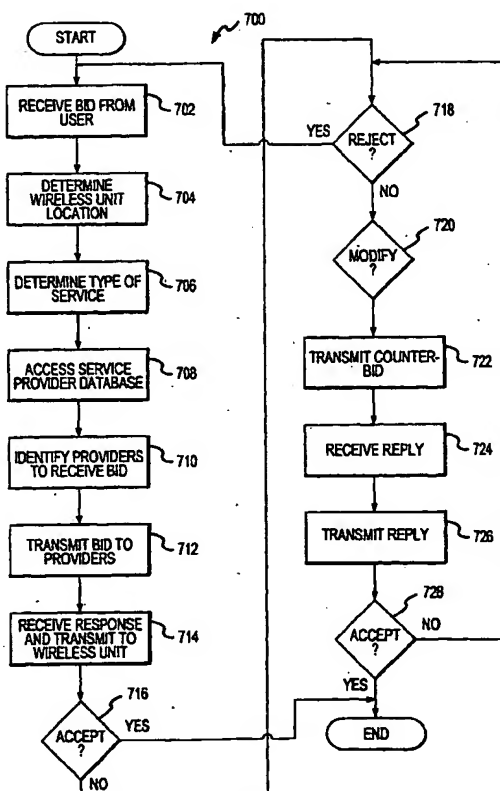 START
700
RECEIVE BID FROM
USER
702
DETERMINE
WIRELESS UNIT
LOCATION
704
DETERMINE TYPE OF
SERVICE
706
ACCESS SERVICE
PROVIDER DATABASE
708
IDENTIFY PROVIDERS
TO RECEIVE BID
710
TRANSMIT BID TO
PROVIDERS
712
RECEIVE RESPONSE
AND TRANSMIT TO
WIRELESS UNIT
714
716
ACCEPT
?
YES
NO
718
YES
REJECT
?
NO
720
MODIFY
?
TRANSMIT COUNTER-
BID
722
RECEIVE REPLY
724
TRANSMIT REPLY
726
728
ACCEPT
?
NO
YES
END